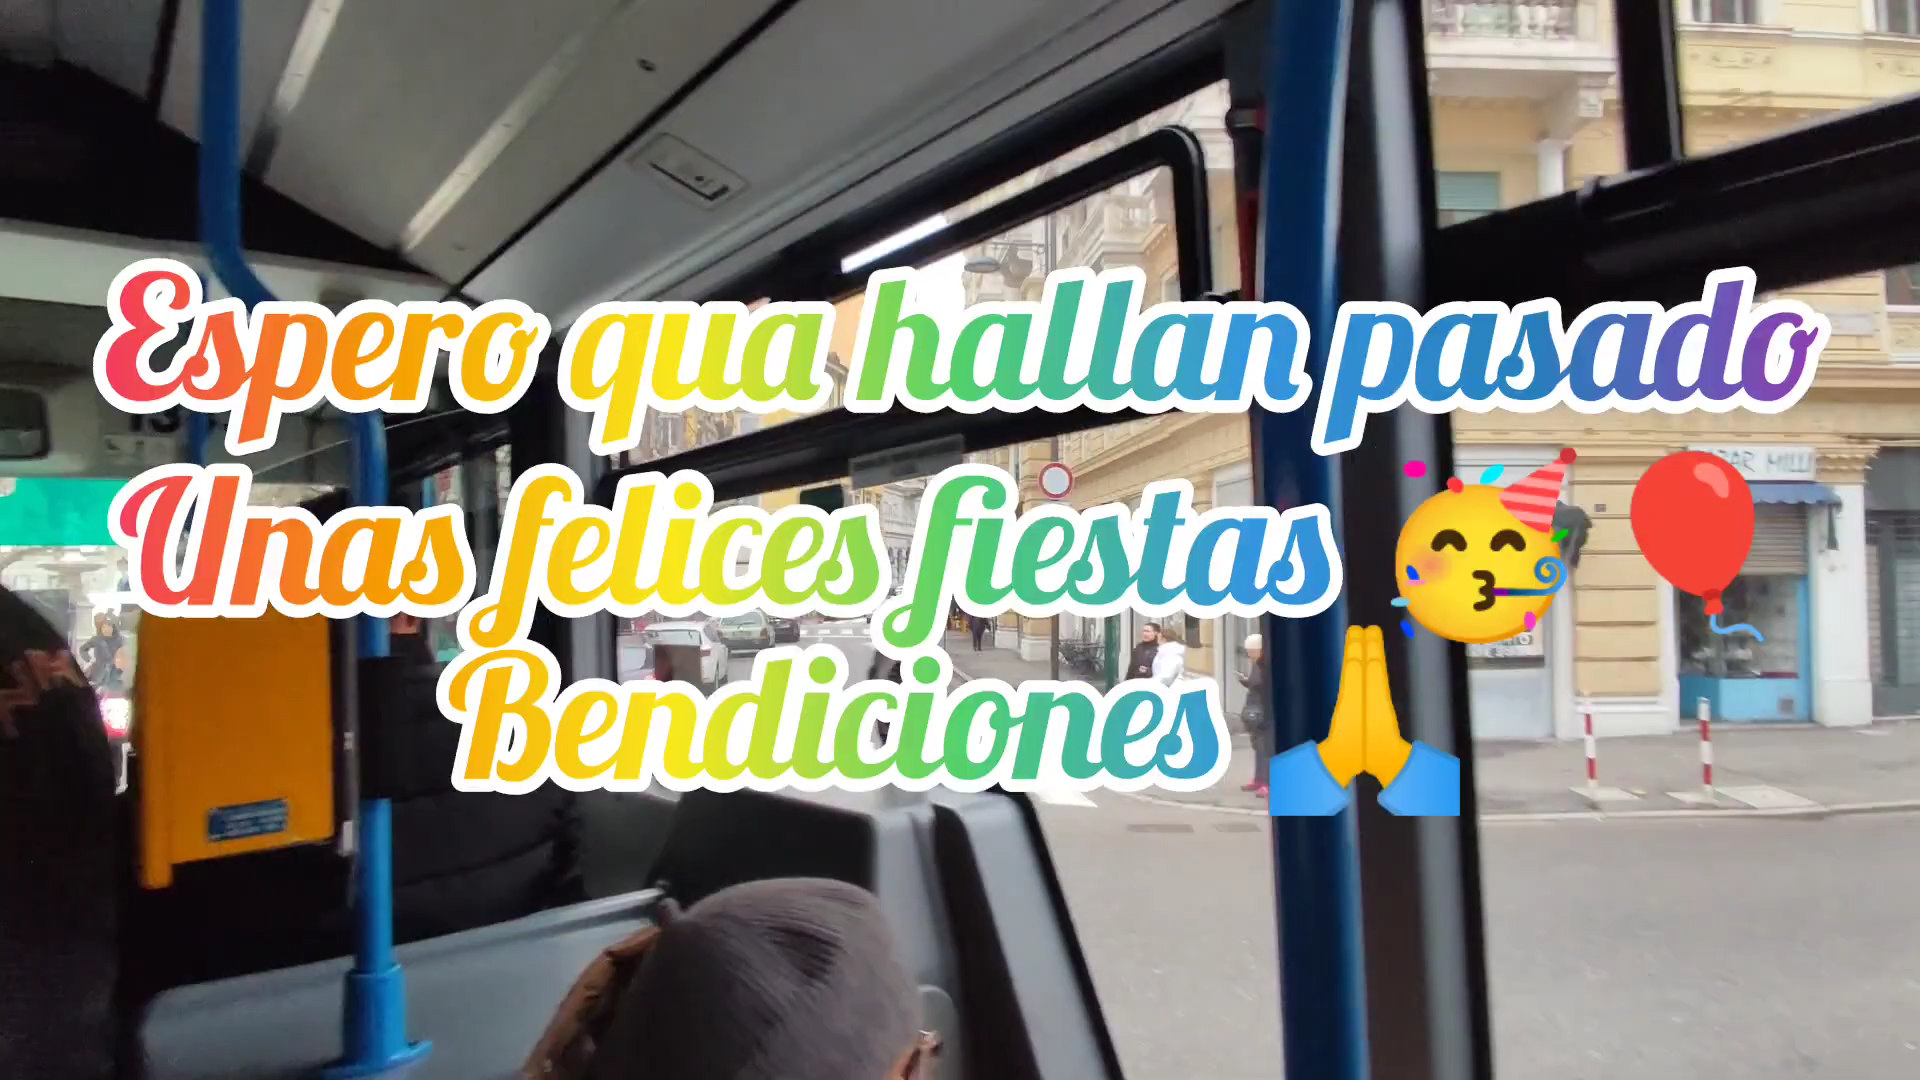 Espero qua hallan pasado
Unas felices fiestas 🥳 🎈
Bendiciones 🙏